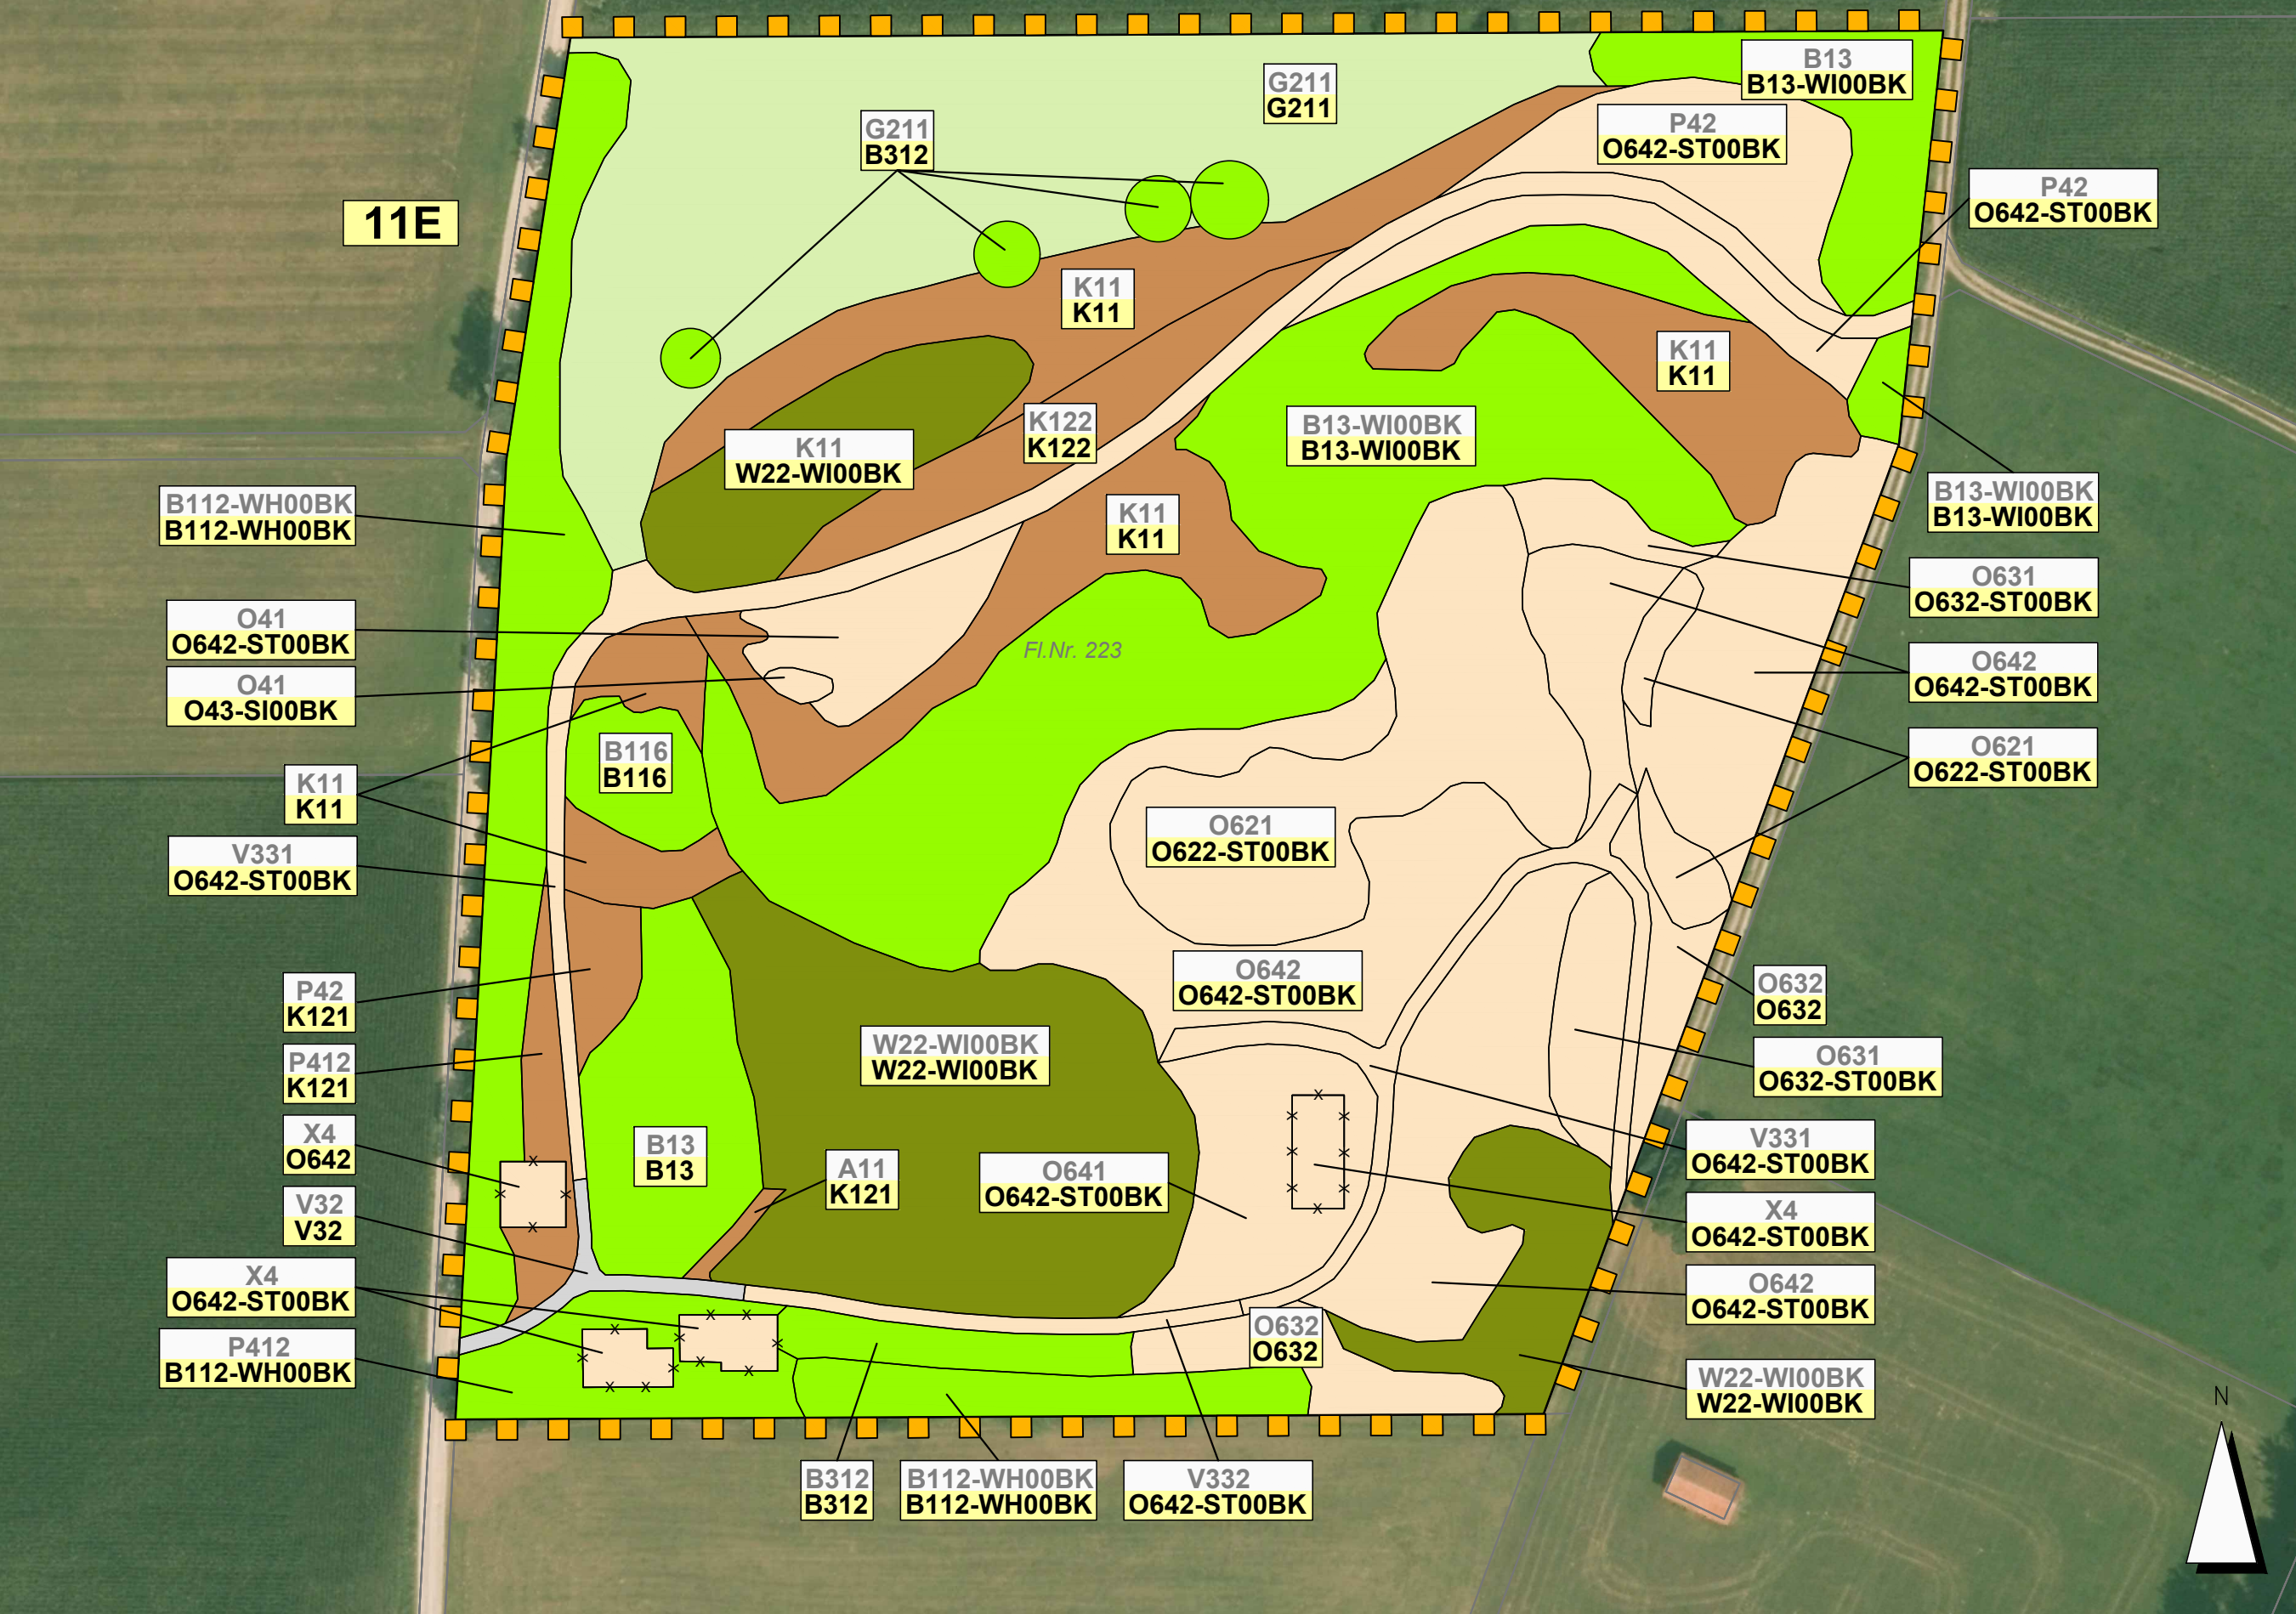 B13
B13-WI00BK
G211
G211
P42
O642-ST00BK
G211
B312
P42
O642-ST00BK
11E
K11
K11
K11
K11
K122
K122
B13-WI00BK
B13-WI00BK
K11
W22-WI00BK
B13-WI00BK
B13-WI00BK
B112-WH00BK
B112-WH00BK
K11
K11
O631
O632-ST00BK
O41
O642-ST00BK
Fl.Nr. 223
O642
O642-ST00BK
O41
O43-SI00BK
B116
B116
O621
O622-ST00BK
K11
K11
O621
O622-ST00BK
V331
O642-ST00BK
O642
O642-ST00BK
O632
O632
P42
K121
W22-WI00BK
W22-WI00BK
O631
O632-ST00BK
P412
K121
X4
O642
B13
B13
A11
K121
O641
O642-ST00BK
V331
O642-ST00BK
V32
V32
X4
O642-ST00BK
X4
O642-ST00BK
O642
O642-ST00BK
O632
O632
P412
B112-WH00BK
W22-WI00BK
W22-WI00BK
N
B312
B312
B112-WH00BK
B112-WH00BK
V332
O642-ST00BK